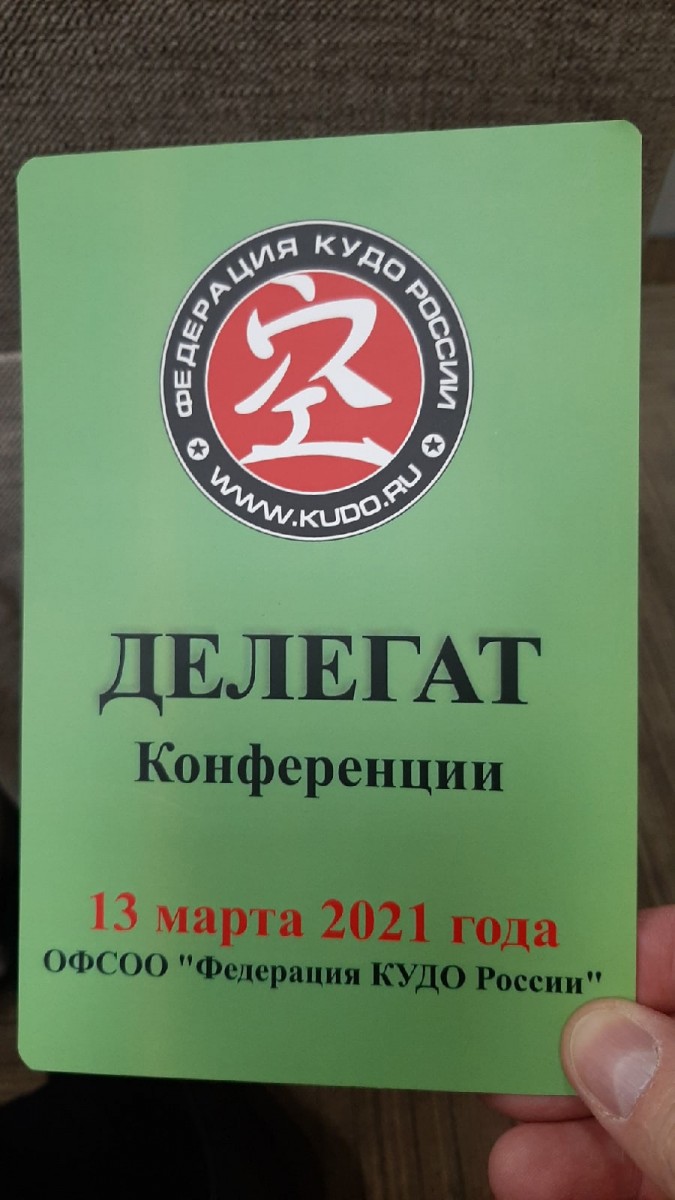 ФЕДЕРАЦИЯ КУДО РОССИИ
空
WWW.KUDO.RU
ДЕЛЕГАТ
Конференции
13 марта 2021 года
ОФСОО "Федерация КУДО России"